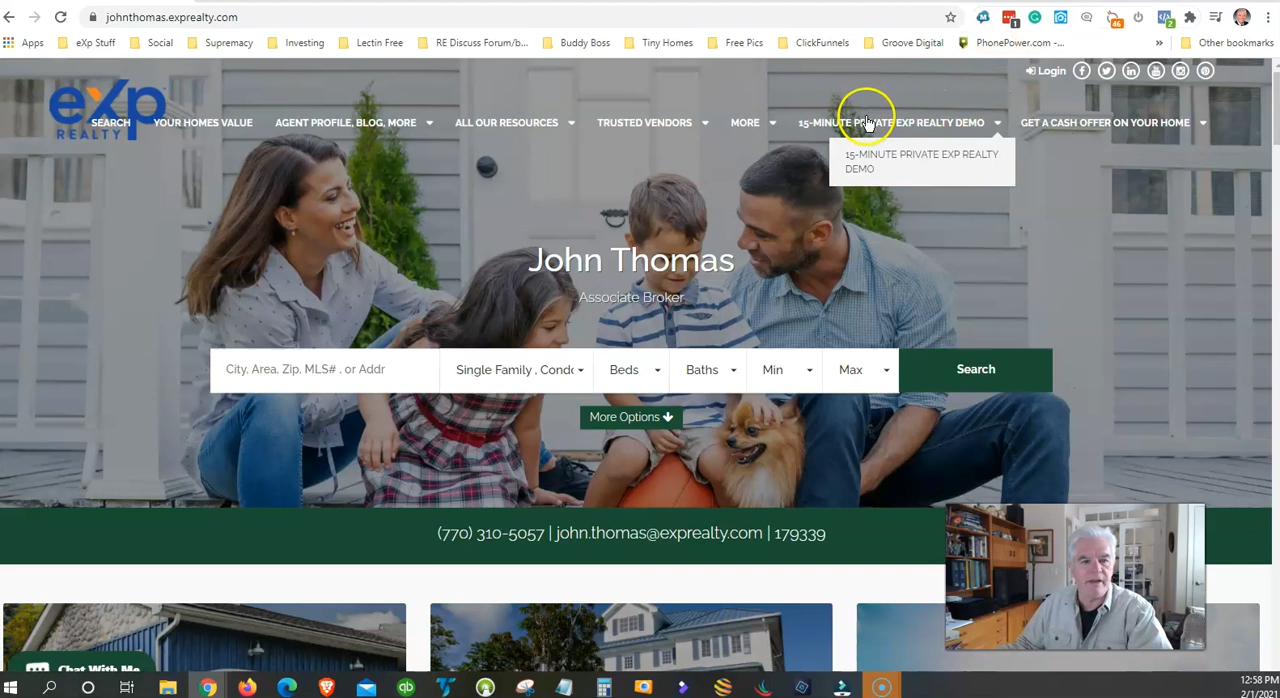 johnthomas.exprealty.com
1
46
2
Apps
eXp Stuff
Social
Supremacy
Investing
Lectin Free
RE Discuss Forum/b...
Buddy Boss
Tiny Homes
Free Pics
ClickFunnels
Groove Digital
PhonePower.com -...
»
Other bookmarks
Login
eXp
REALTY
SEARCH
YOUR HOMES VALUE
AGENT PROFILE, BLOG, MORE
ALL OUR RESOURCES
TRUSTED VENDORS
MORE
15-MINUTE PRIVATE EXP REALTY DEMO
GET A CASH OFFER ON YOUR HOME
15-MINUTE PRIVATE EXP REALTY
DEMO
John Thomas
Associate Broker
City, Area, Zip, MLS# , or Addr
Single Family , Condo
Beds
Baths
Min
Max
Search
More Options
(770) 310-5057 | john.thomas@exprealty.com | 179339
Chat With Me
12:58 PM